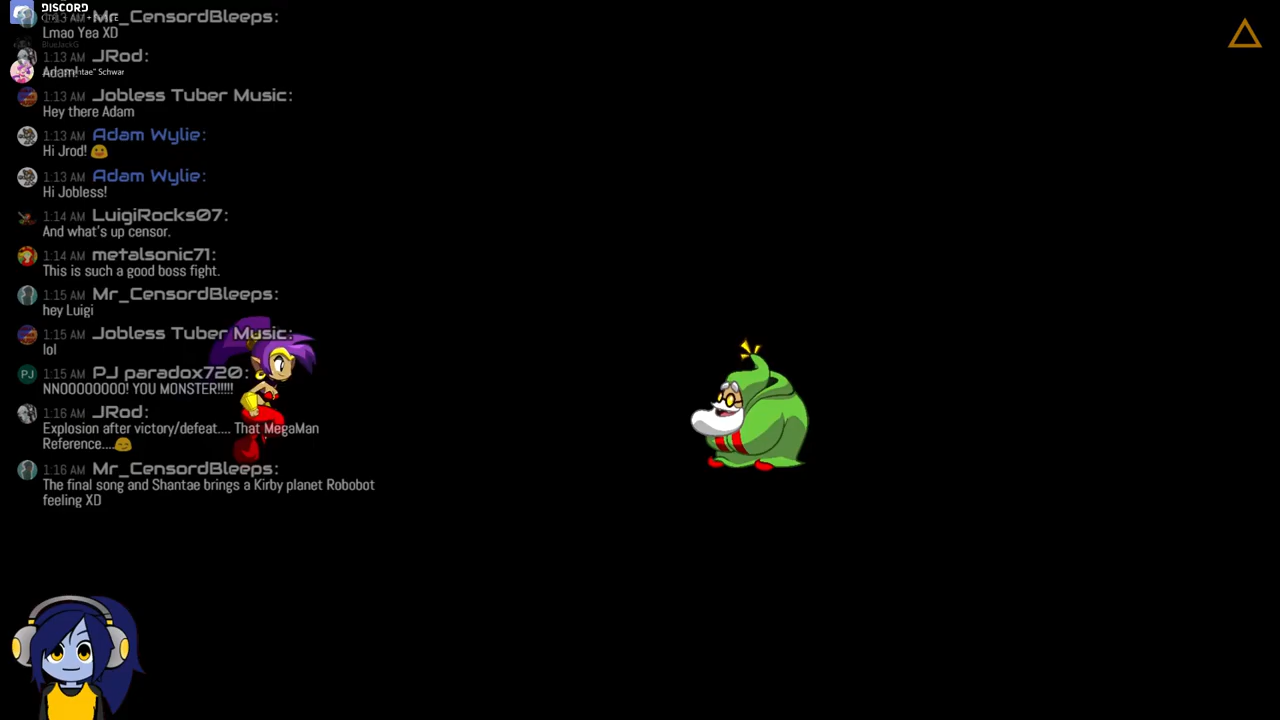 DISCORD
Mr_CensordBleeps:
Lmao Yea XD
BlueJackG
1:13 AM JRod:
Adam!
Schwar
1:13 AM Jobless Tuber Music:
Hey there Adam
1:13 AM Adam Wylie:
Hi Jrod!
1:13 AM Adam Wylie:
Hi Jobless!
1:14 AM LuigiRocks07:
And what's up censor.
1:14 AM metalsonic71:
This is such a good boss fight.
1:15 AM Mr_CensordBleeps:
hey Luigi
1:15 AM Jobless Tuber Music:
lol
PJ 1:15 AM PJ paradox720:
NNOOOOOOOO! YOU MONSTER!!!!!
1:16 AM JRod:
Explosion after victory/defeat.... That MegaMan
Reference....
1:16 AM Mr_CensordBleeps:
The final song and Shantae brings a Kirby planet Robobot
feeling XD